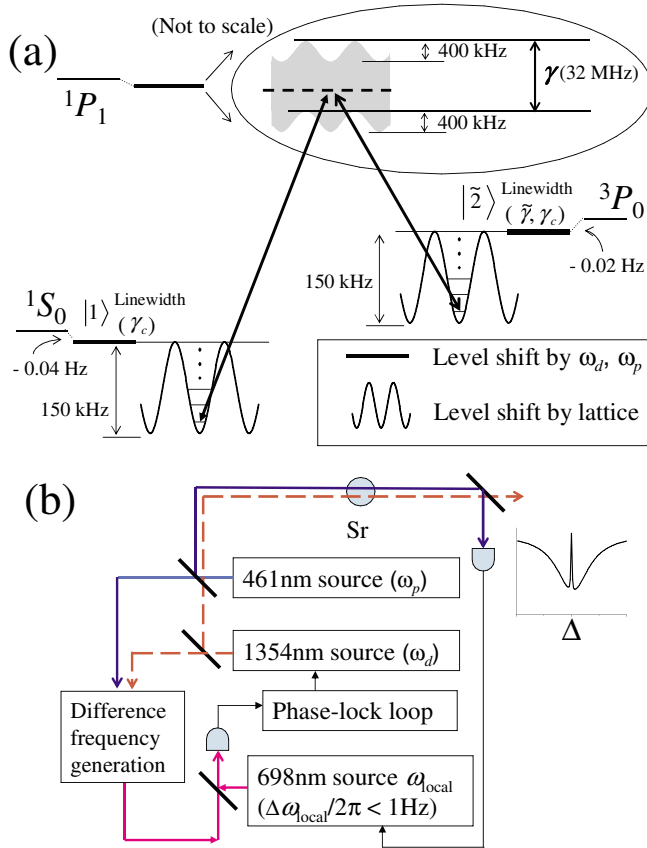 (a)
(Not to scale)
400 kHz
γ(32 MHz)
400 kHz
¹P₁
|2̃⟩ Linewidth (γ̃, γc) ³P₀
- 0.02 Hz
150 kHz
¹S₀ |1⟩ Linewidth (γc)
- 0.04 Hz
150 kHz
Level shift by ωd, ωp
Level shift by lattice
(b)
Sr
461nm source (ωp)
Δ
1354nm source (ωd)
Phase-lock loop
Difference
frequency
generation
698nm source ωlocal
(Δωlocal/2π < 1Hz)